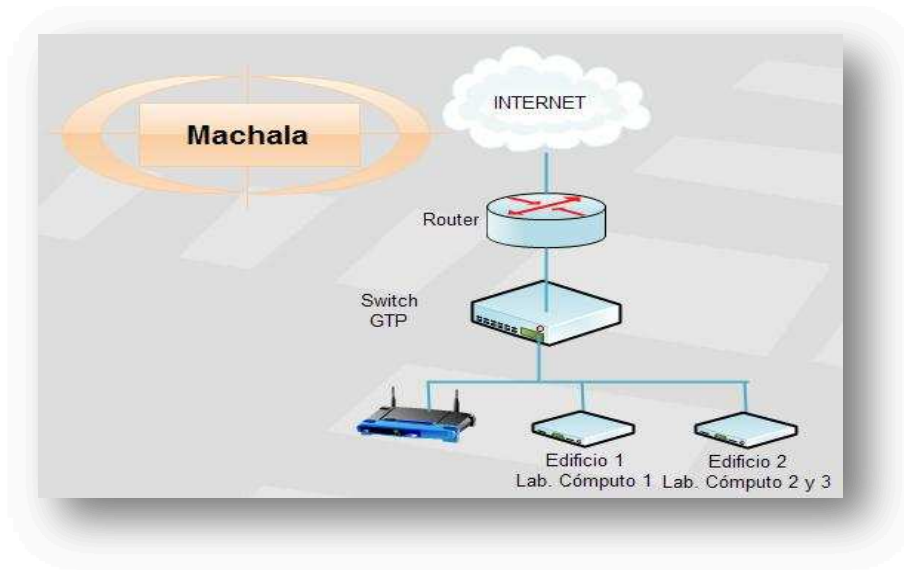 Machala
INTERNET
Router
Switch
GTP
Edificio 1
Lab. Cómputo 1
Edificio 2
Lab. Cómputo 2 y 3